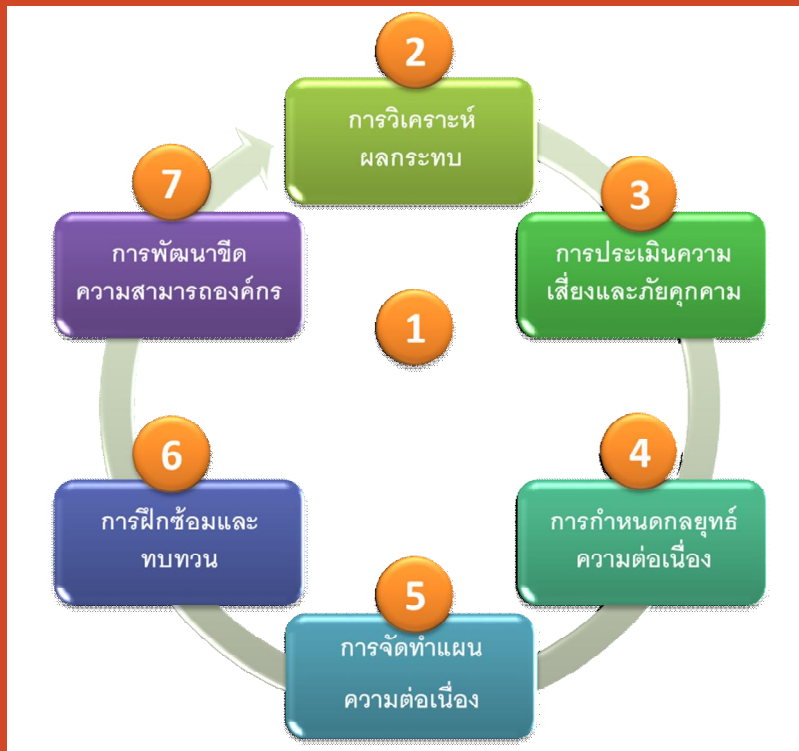 1
2
การวิเคราะห์
ผลกระทบ
3
การประเมินความ
เสี่ยงและภัยคุกคาม
4
การกำหนดกลยุทธ์
ความต่อเนื่อง
5
การจัดทำแผน
ความต่อเนื่อง
6
การฝึกซ้อมและ
ทบทวน
7
การพัฒนาขีด
ความสามารถองค์กร